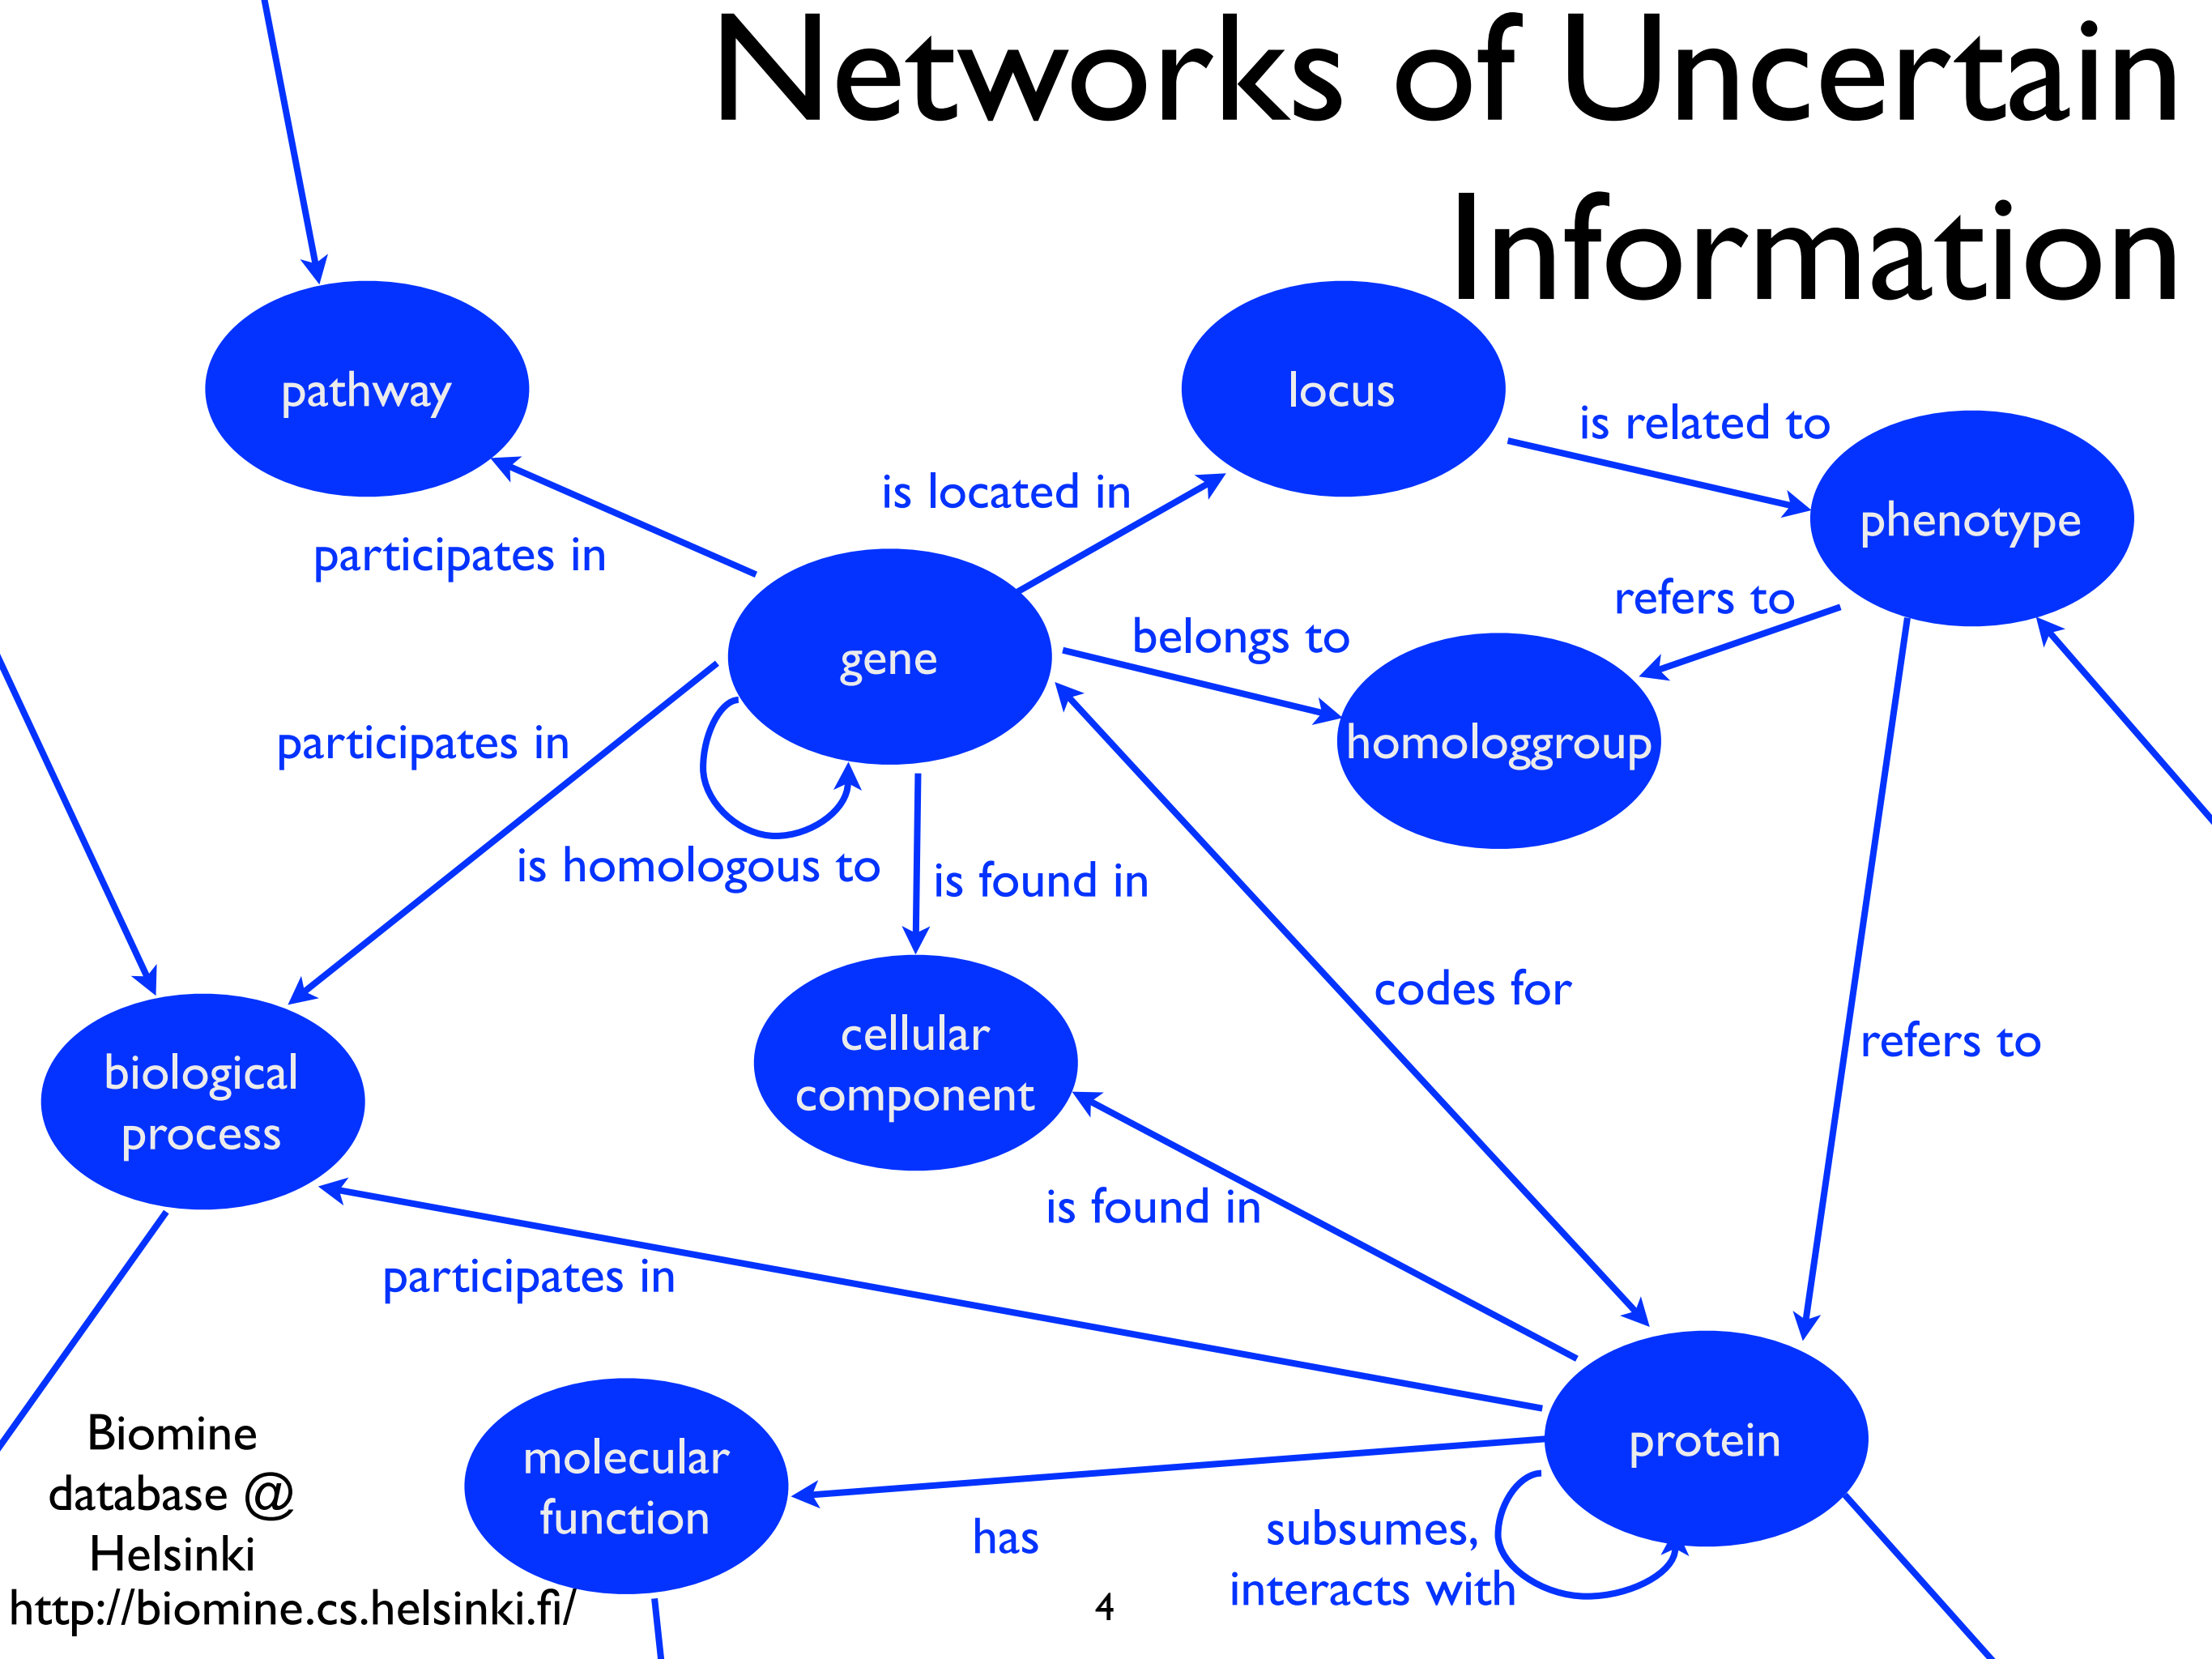 Networks of Uncertain
Information
pathway
locus
is related to
phenotype
is located in
participates in
refers to
belongs to
gene
homologgroup
participates in
is homologous to
is found in
codes for
refers to
cellular
component
biological
process
is found in
participates in
protein
molecular
function
has
subsumes,
interacts with
Biomine
database @
Helsinki
http://biomine.cs.helsinki.fi/
4